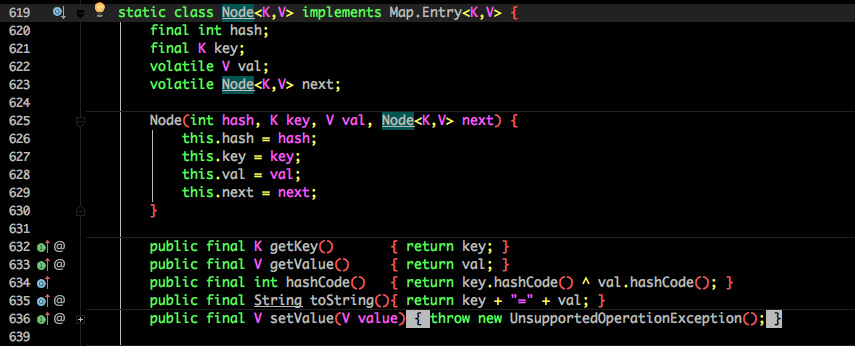 619 static class Node<K,V> implements Map.Entry<K,V> {
620 final int hash;
621 final K key;
622 volatile V val;
623 volatile Node<K,V> next;
624
625 Node(int hash, K key, V val, Node<K,V> next) {
626 this.hash = hash;
627 this.key = key;
628 this.val = val;
629 this.next = next;
630 }
631
632 @ public final K getKey() { return key; }
633 @ public final V getValue() { return val; }
634 public final int hashCode() { return key.hashCode() ^ val.hashCode(); }
635 @ public final String toString(){ return key + "=" + val; }
636 @ public final V setValue(V value) { throw new UnsupportedOperationException(); }
639